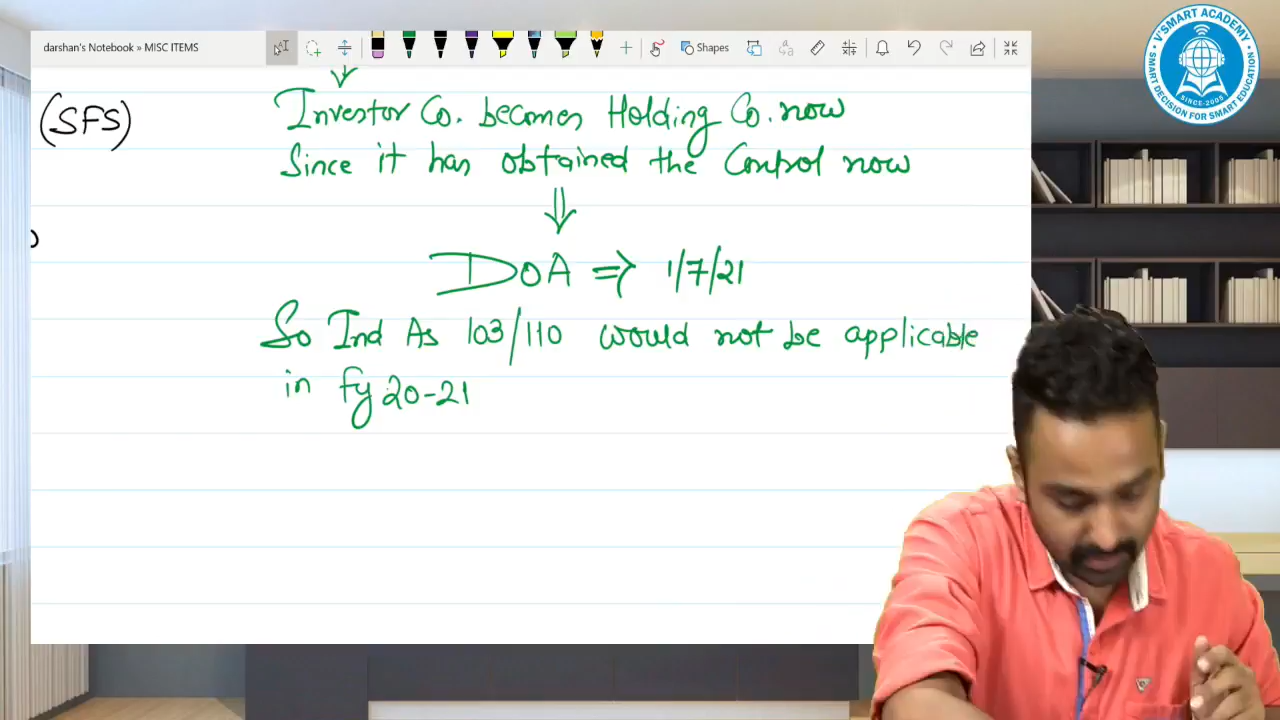 darshan's Notebook » MISC ITEMS
Shapes
V'SMART ACADEMY
SINCE-2005
SMART DECISION FOR SMART EDUCATION
(SFS)
Investor Co. becomes Holding Co. now
Since it has obtained the Control now
DOA ⇒ 1/7/21
So Ind As 103/110 would not be applicable
in fy 20-21